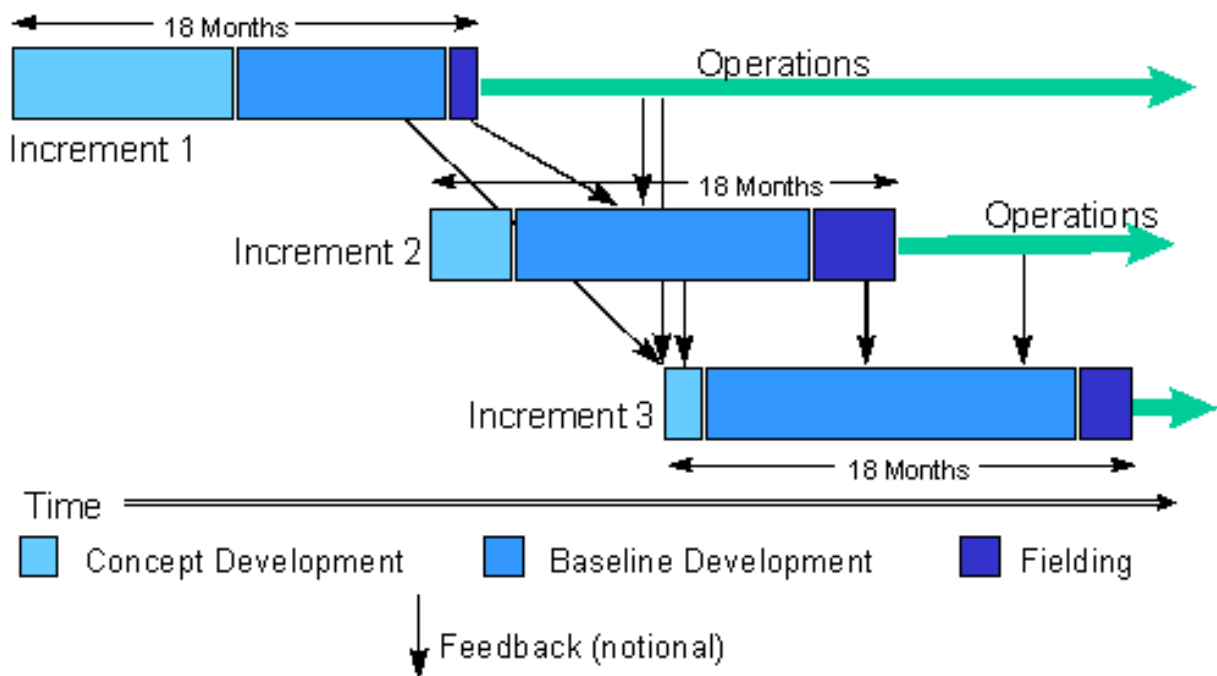 18 Months
Operations
Increment 1
18 Months
Operations
Increment 2
Increment 3
18 Months
Time
Concept Development
Baseline Development
Fielding
Feedback (notional)